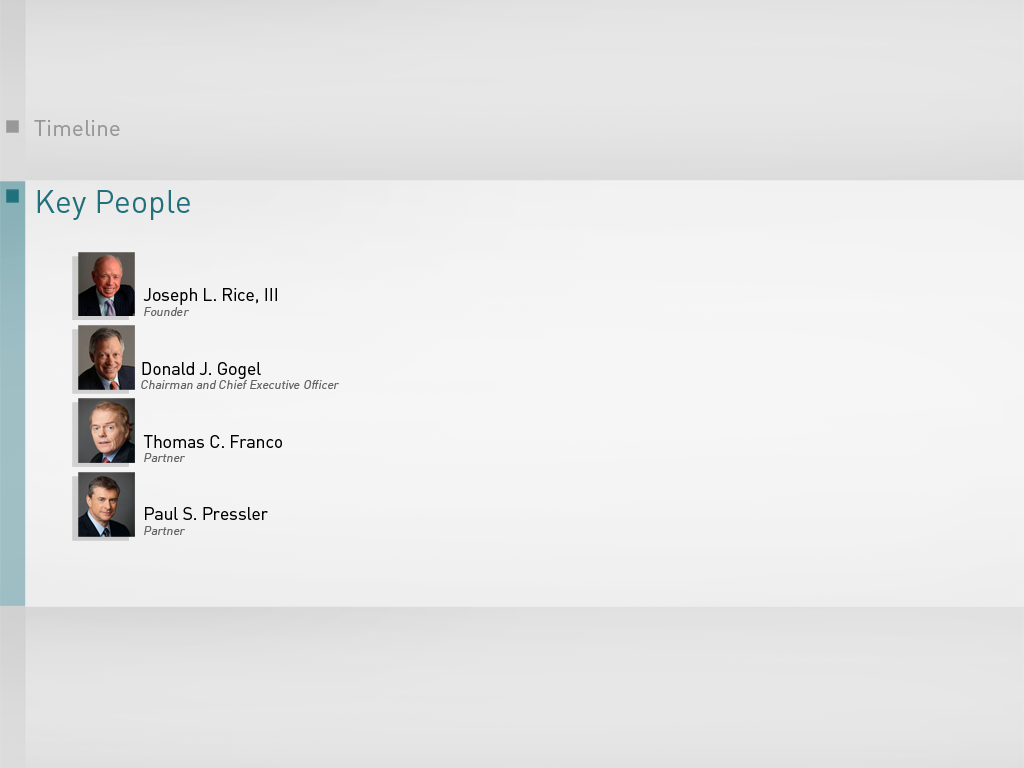 Timeline
Key People
Joseph L. Rice, III
Founder
Donald J. Gogel
Chairman and Chief Executive Officer
Thomas C. Franco
Partner
Paul S. Pressler
Partner